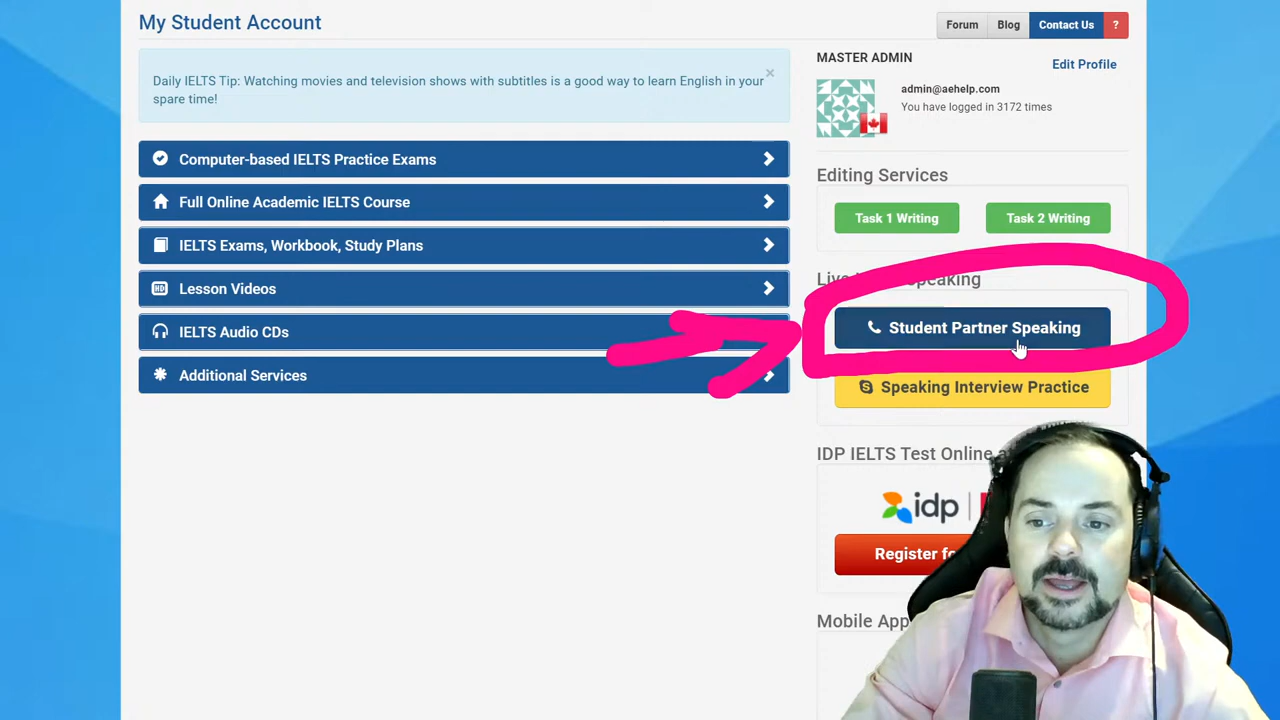 My Student Account
Forum
Blog
Contact Us
?
Daily IELTS Tip: Watching movies and television shows with subtitles is a good way to learn English in your
spare time!
Computer-based IELTS Practice Exams
Full Online Academic IELTS Course
IELTS Exams, Workbook, Study Plans
HD Lesson Videos
IELTS Audio CDs
Additional Services
MASTER ADMIN
Edit Profile
admin@aehelp.com
You have logged in 3172 times
Editing Services
Task 1 Writing
Task 2 Writing
Speaking
Student Partner Speaking
Speaking Interview Practice
IDP IELTS Test Online
idp
Register
Mobile